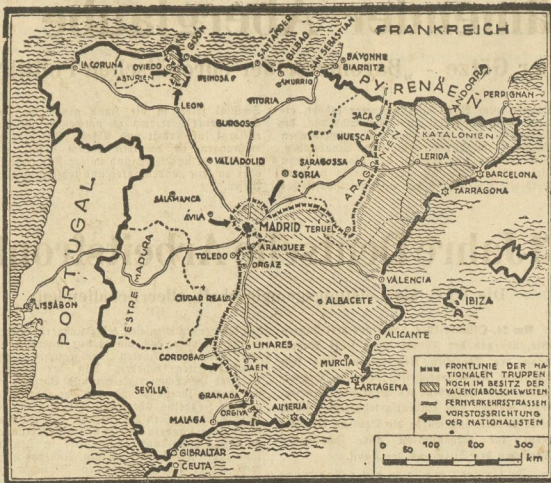 FRANKREICH
GIJON
SANTANDER
BILBAO
SAN SEBASTIAN
BAYONNE
BIARRITZ
LA CORUNA
OVIEDO
ASTURIEN
REINOSA
AMURRIO
PYRENÄEN
ANDORRA
PERPIGNAN
LEON
VITORIA
BURGOS
JACA
HUESCA
KATALONIEN
VALLADOLID
SARAGOSSA
LERIDA
BARCELONA
SORIA
ARAGONIEN
TARRAGONA
SALAMANCA
AVILA
MADRID
TERUEL
PORTUGAL
ESTREMADURA
TOLEDO
ARANJUEZ
ORGAZ
VALENCIA
LISSABON
CIUDAD REAL
ALBACETE
IBIZA
LINARES
ALICANTE
CORDOBA
JAEN
MURCIA
SEVILLA
CARTAGENA
GRANADA
ORGIVA
ALMERIA
MALAGA
GIBRALTAR
CEUTA
FRONTLINIE DER NA-
TIONALEN TRUPPEN
NOCH IM BESITZ DER
VALENCIABOLSCHEWISTEN
FERNVERKEHRSSTRASSEN
VORSTOSSRICHTUNG
DER NATIONALISTEN
0 50 100 200 300
km